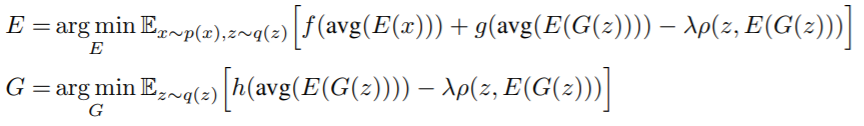 E = arg min_E 𝔼_{x∼p(x),z∼q(z)} [f(avg(E(x))) + g(avg(E(G(z)))) − λρ(z, E(G(z)))]
G = arg min_G 𝔼_{z∼q(z)} [h(avg(E(G(z)))) − λρ(z, E(G(z)))]